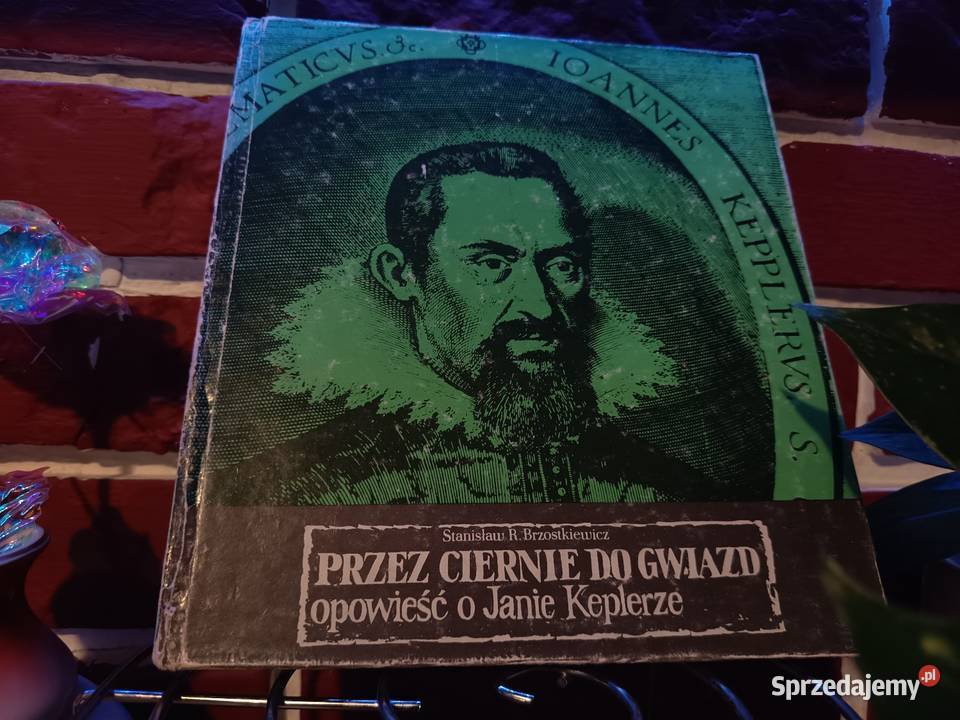 MATICVS. &c. IOANNES KEPPLERVS S.
Stanisław R. Brzostkiewicz
PRZEZ CIERNIE DO GWIAZD
opowieść o Janie Keplerze
Sprzedajemy.pl